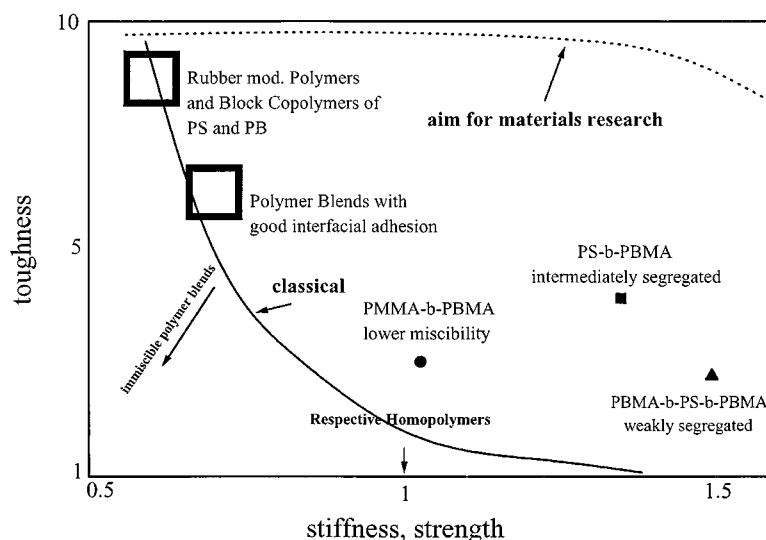 10
Rubber mod. Polymers
and Block Copolymers of
PS and PB
aim for materials research
toughness
Polymer Blends with
good interfacial adhesion
5
PS-b-PBMA
intermediately segregated
classical
immiscible polymer blends
PMMA-b-PBMA
lower miscibility
PBMA-b-PS-b-PBMA
weakly segregated
Respective Homopolymers
1
0.5
1
1.5
stiffness, strength